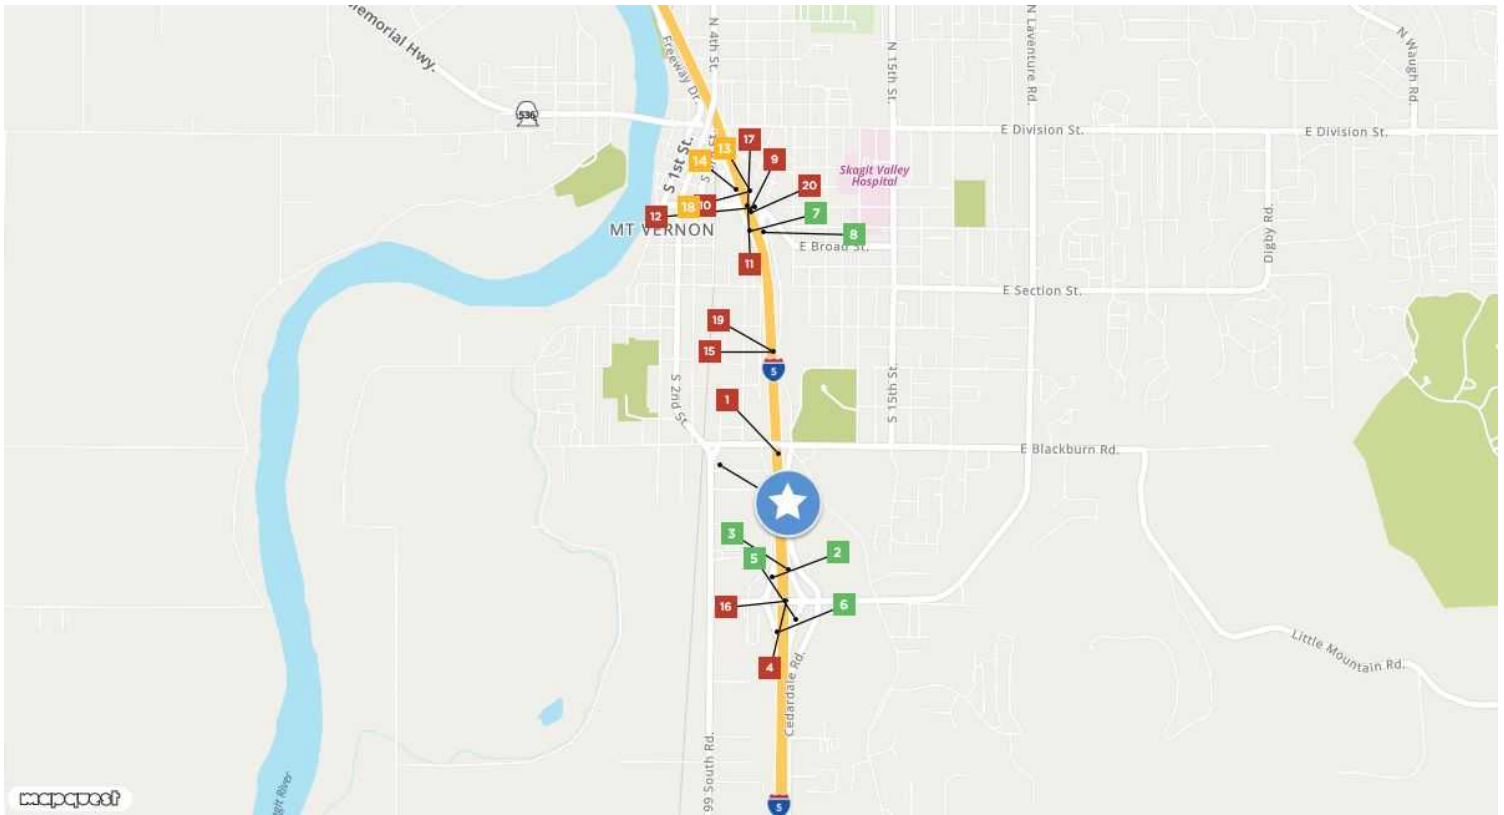 Memorial Hwy.
536
Freeway Dr.
N 4th St.
N 15th St.
N Laventure Rd.
N Waugh Rd.
E Division St.
E Division St.
S 1st St.
17
13
14
9
20
Skagit Valley
Hospital
18
10
12
7
MT VERNON
8
E Broad St.
11
Digby Rd.
E Section St.
19
15
5
S 2nd St.
S 15th St.
1
E Blackburn Rd.
3
5
2
16
6
4
Little Mountain Rd.
Cedardale Rd.
99 South Rd.
5
mapquest